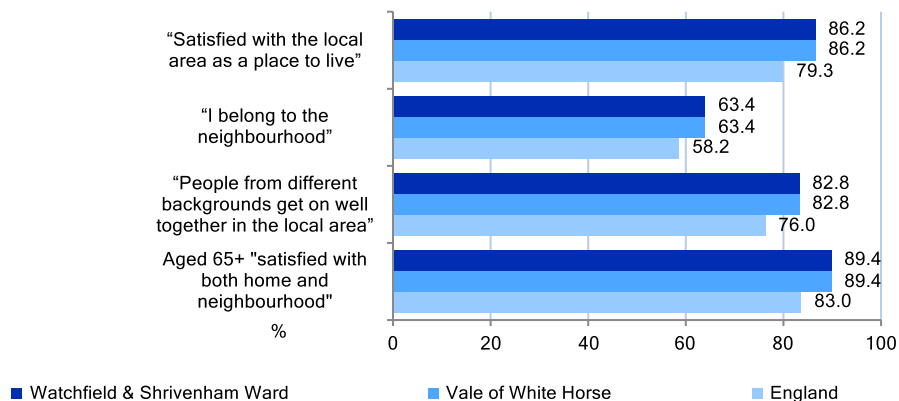 “Satisfied with the local
area as a place to live”
86.2
86.2
79.3
“I belong to the
neighbourhood”
63.4
63.4
58.2
“People from different
backgrounds get on well
together in the local area”
82.8
82.8
76.0
Aged 65+ "satisfied with
both home and
neighbourhood"
89.4
89.4
83.0
%
0 20 40 60 80 100
Watchfield & Shrivenham Ward Vale of White Horse England